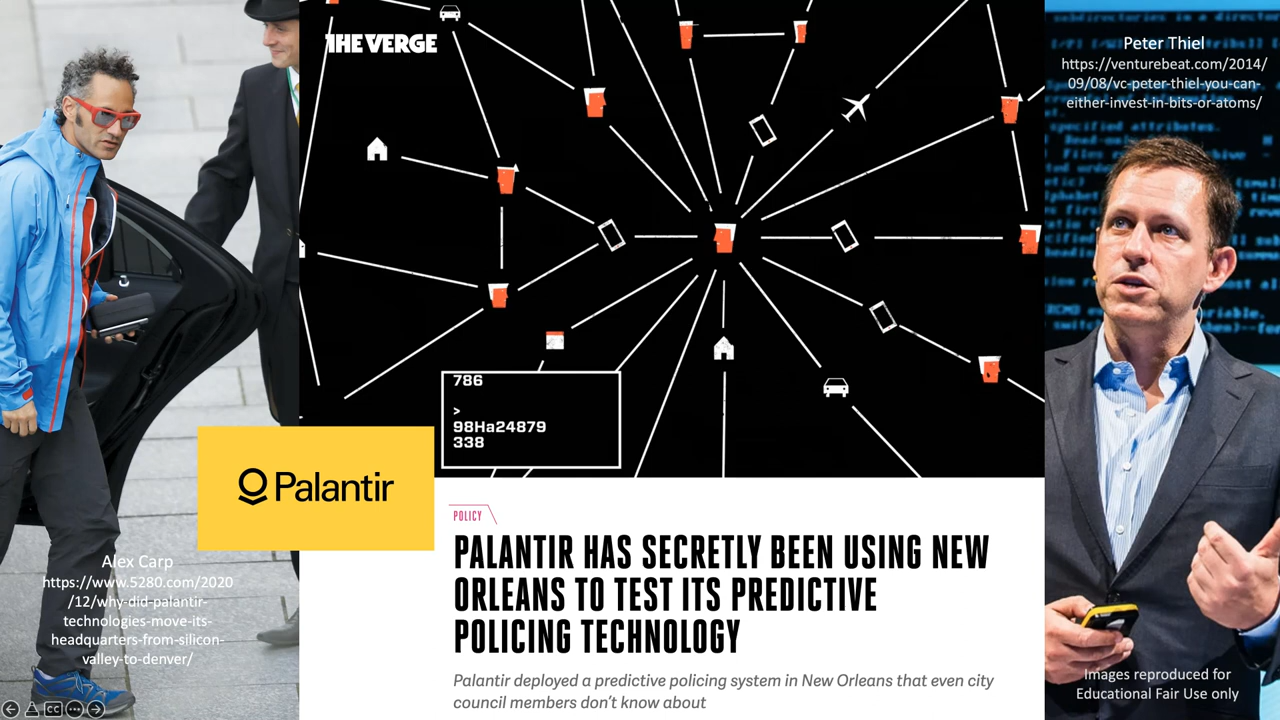 THE VERGE
786
>
98Ha24879
338
Palantir
Alex Carp
https://www.5280.com/2020
/12/why-did-palantir-
technologies-move-its-
headquarters-from-silicon-
valley-to-denver/
POLICY
PALANTIR HAS SECRETLY BEEN USING NEW
ORLEANS TO TEST ITS PREDICTIVE
POLICING TECHNOLOGY
Palantir deployed a predictive policing system in New Orleans that even city
council members don't know about
Peter Thiel
https://venturebeat.com/2014/
09/08/vc-peter-thiel-you-can-
either-invest-in-bits-or-atoms/
Images reproduced for
Educational Fair Use only
CC